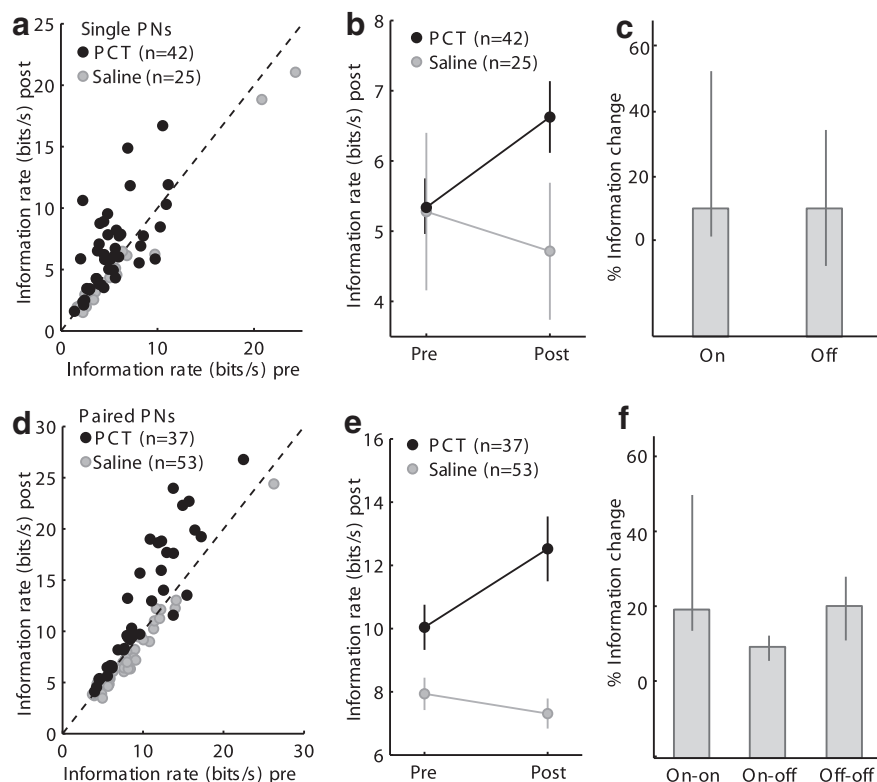 a
Single PNs
PCT (n=42)
Saline (n=25)
Information rate (bits/s) post
25
20
15
10
5
0
0
10
20
Information rate (bits/s) pre
b
PCT (n=42)
Saline (n=25)
Information rate (bits/s) post
8
7
6
5
4
Pre
Post
c
% Information change
60
40
20
0
On
Off
d
Paired PNs
PCT (n=37)
Saline (n=53)
Information rate (bits/s) post
30
25
20
15
10
5
0
0
10
20
30
Information rate (bits/s) pre
e
PCT (n=37)
Saline (n=53)
Information rate (bits/s) post
16
14
12
10
8
6
Pre
Post
f
% Information change
60
40
20
0
On-on
On-off
Off-off